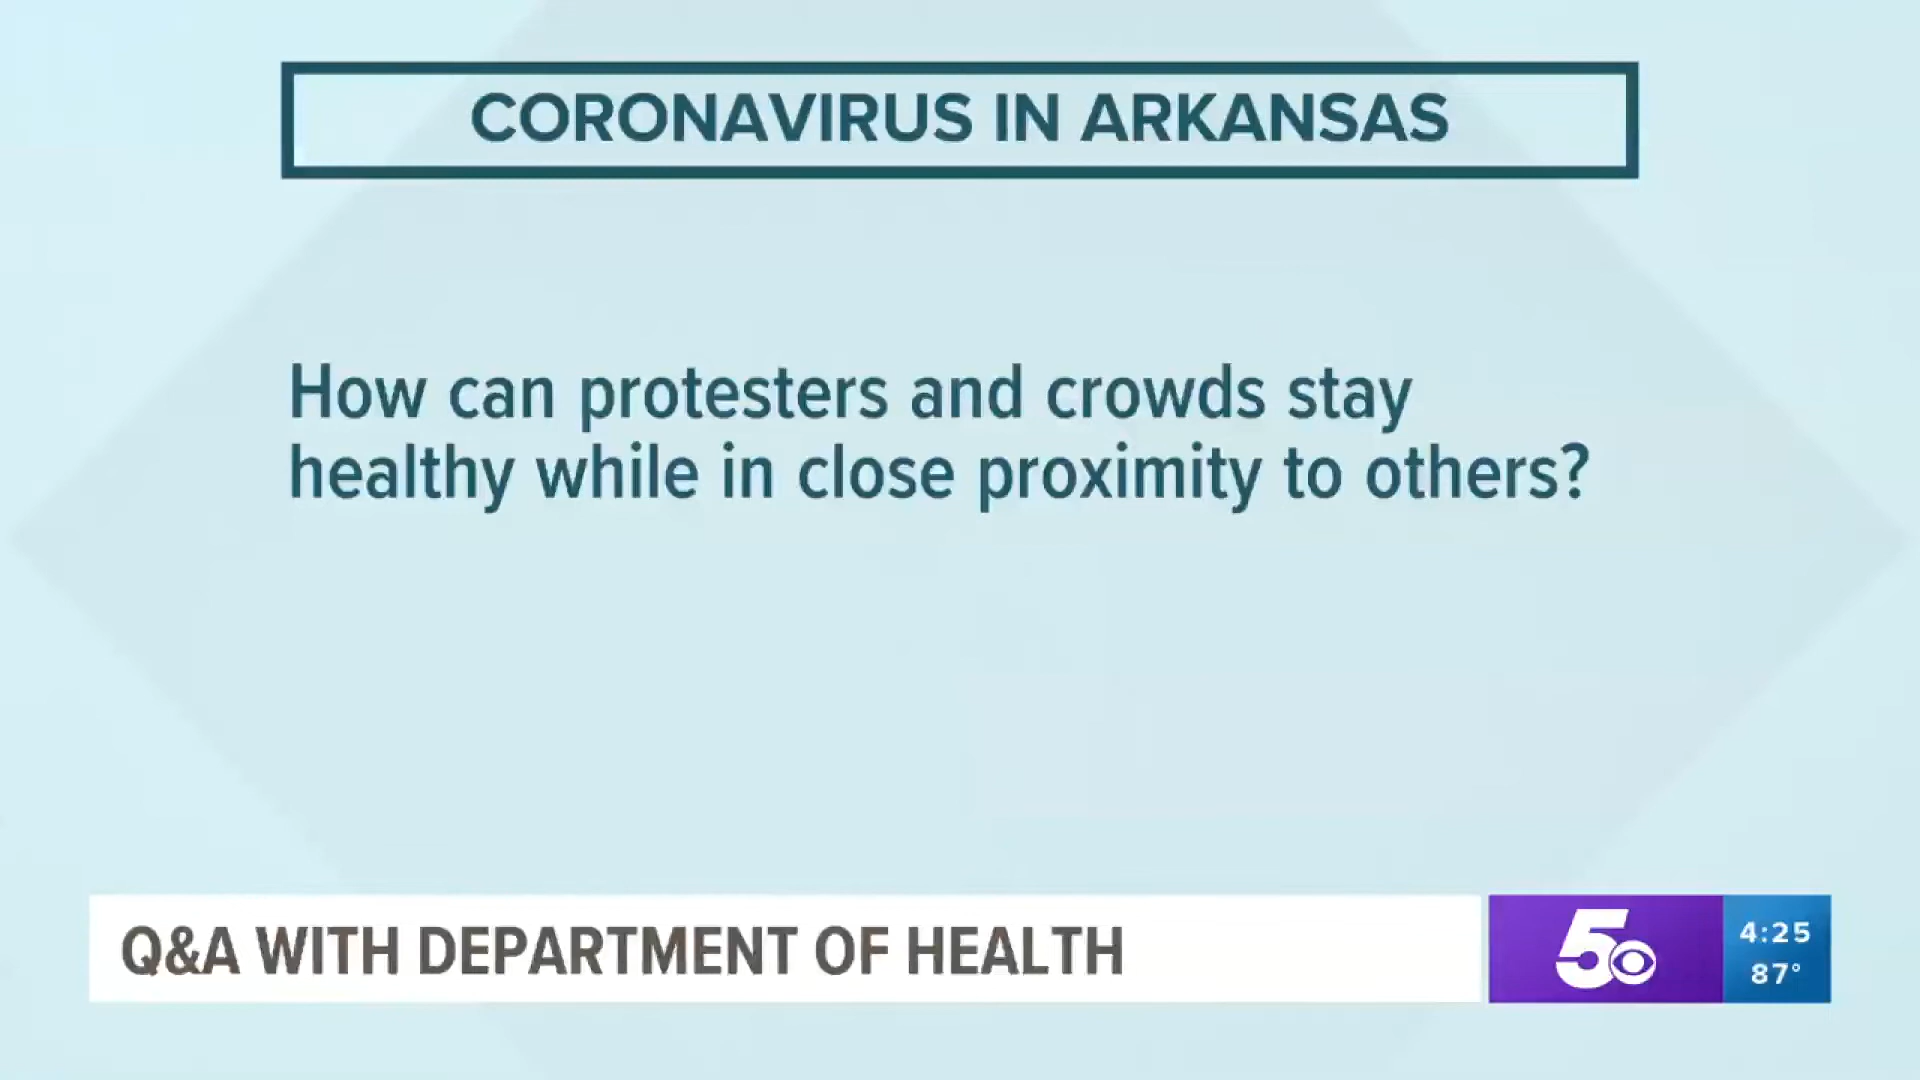 CORONAVIRUS IN ARKANSAS
How can protesters and crowds stay
healthy while in close proximity to others?
Q&A WITH DEPARTMENT OF HEALTH
5
4:25
87°